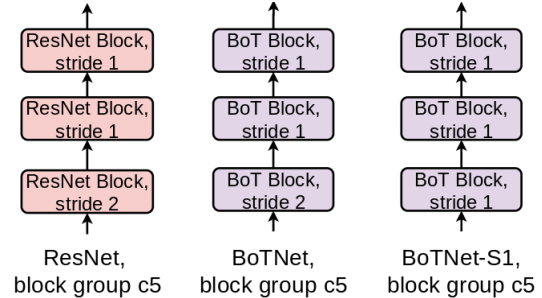 ResNet Block,
stride 1
ResNet Block,
stride 1
ResNet Block,
stride 2
ResNet,
block group c5
BoT Block,
stride 1
BoT Block,
stride 1
BoT Block,
stride 2
BoTNet,
block group c5
BoT Block,
stride 1
BoT Block,
stride 1
BoT Block,
stride 1
BoTNet-S1,
block group c5